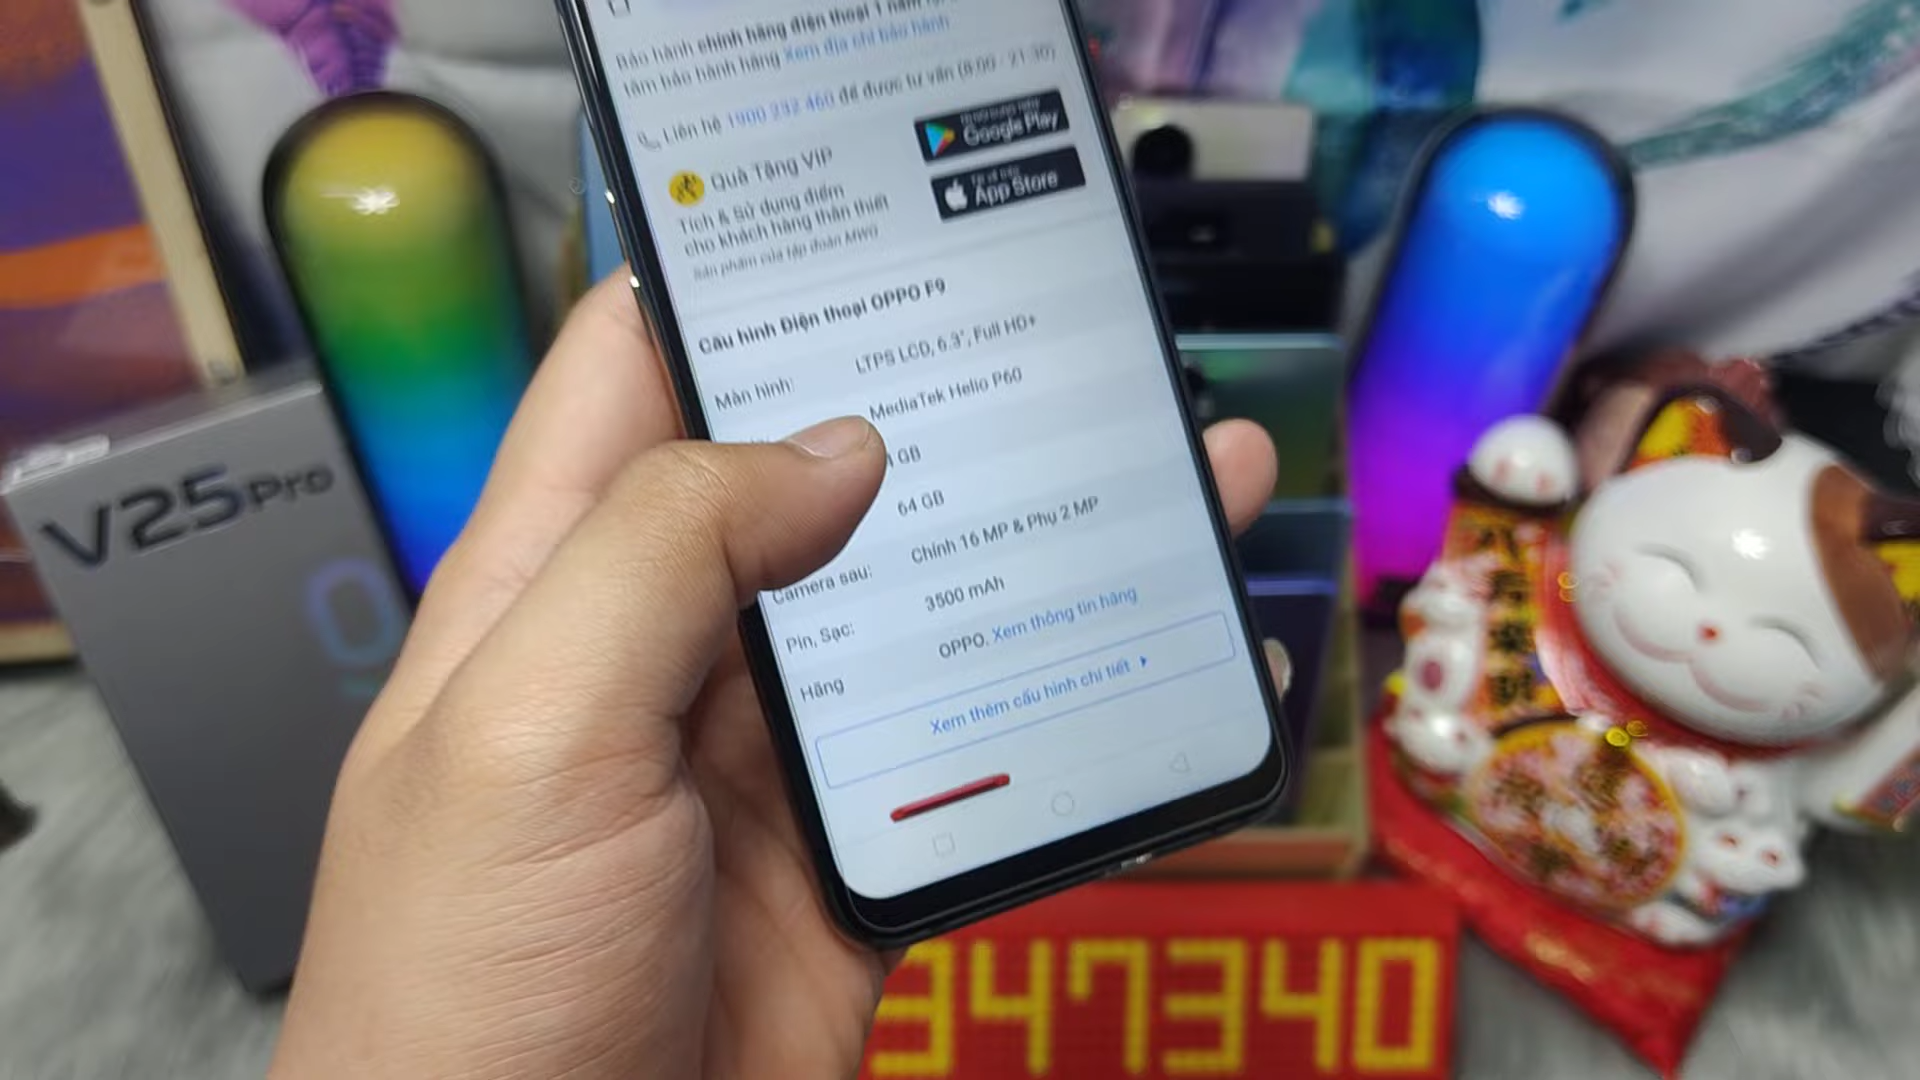 Bảo hành chính hãng điện thoại 1 năm
tâm bảo hành hãng Xem địa chỉ bảo hành
Liên hệ 1900 232 460 để được tư vấn (8:00 - 21:30)
Quà Tặng VIP
Tích & Sử dụng điểm
cho khách hàng thân thiết
Sản phẩm của tập đoàn MWG
Google Play
App Store
Cấu hình Điện thoại OPPO F9
Màn hình: LTPS LCD, 6.3", Full HD+
MediaTek Helio P60
GB
64 GB
Camera sau: Chính 16 MP & Phụ 2 MP
Pin, Sạc: 3500 mAh
Hãng OPPO. Xem thông tin hãng
Xem thêm cấu hình chi tiết
V25 Pro
347340